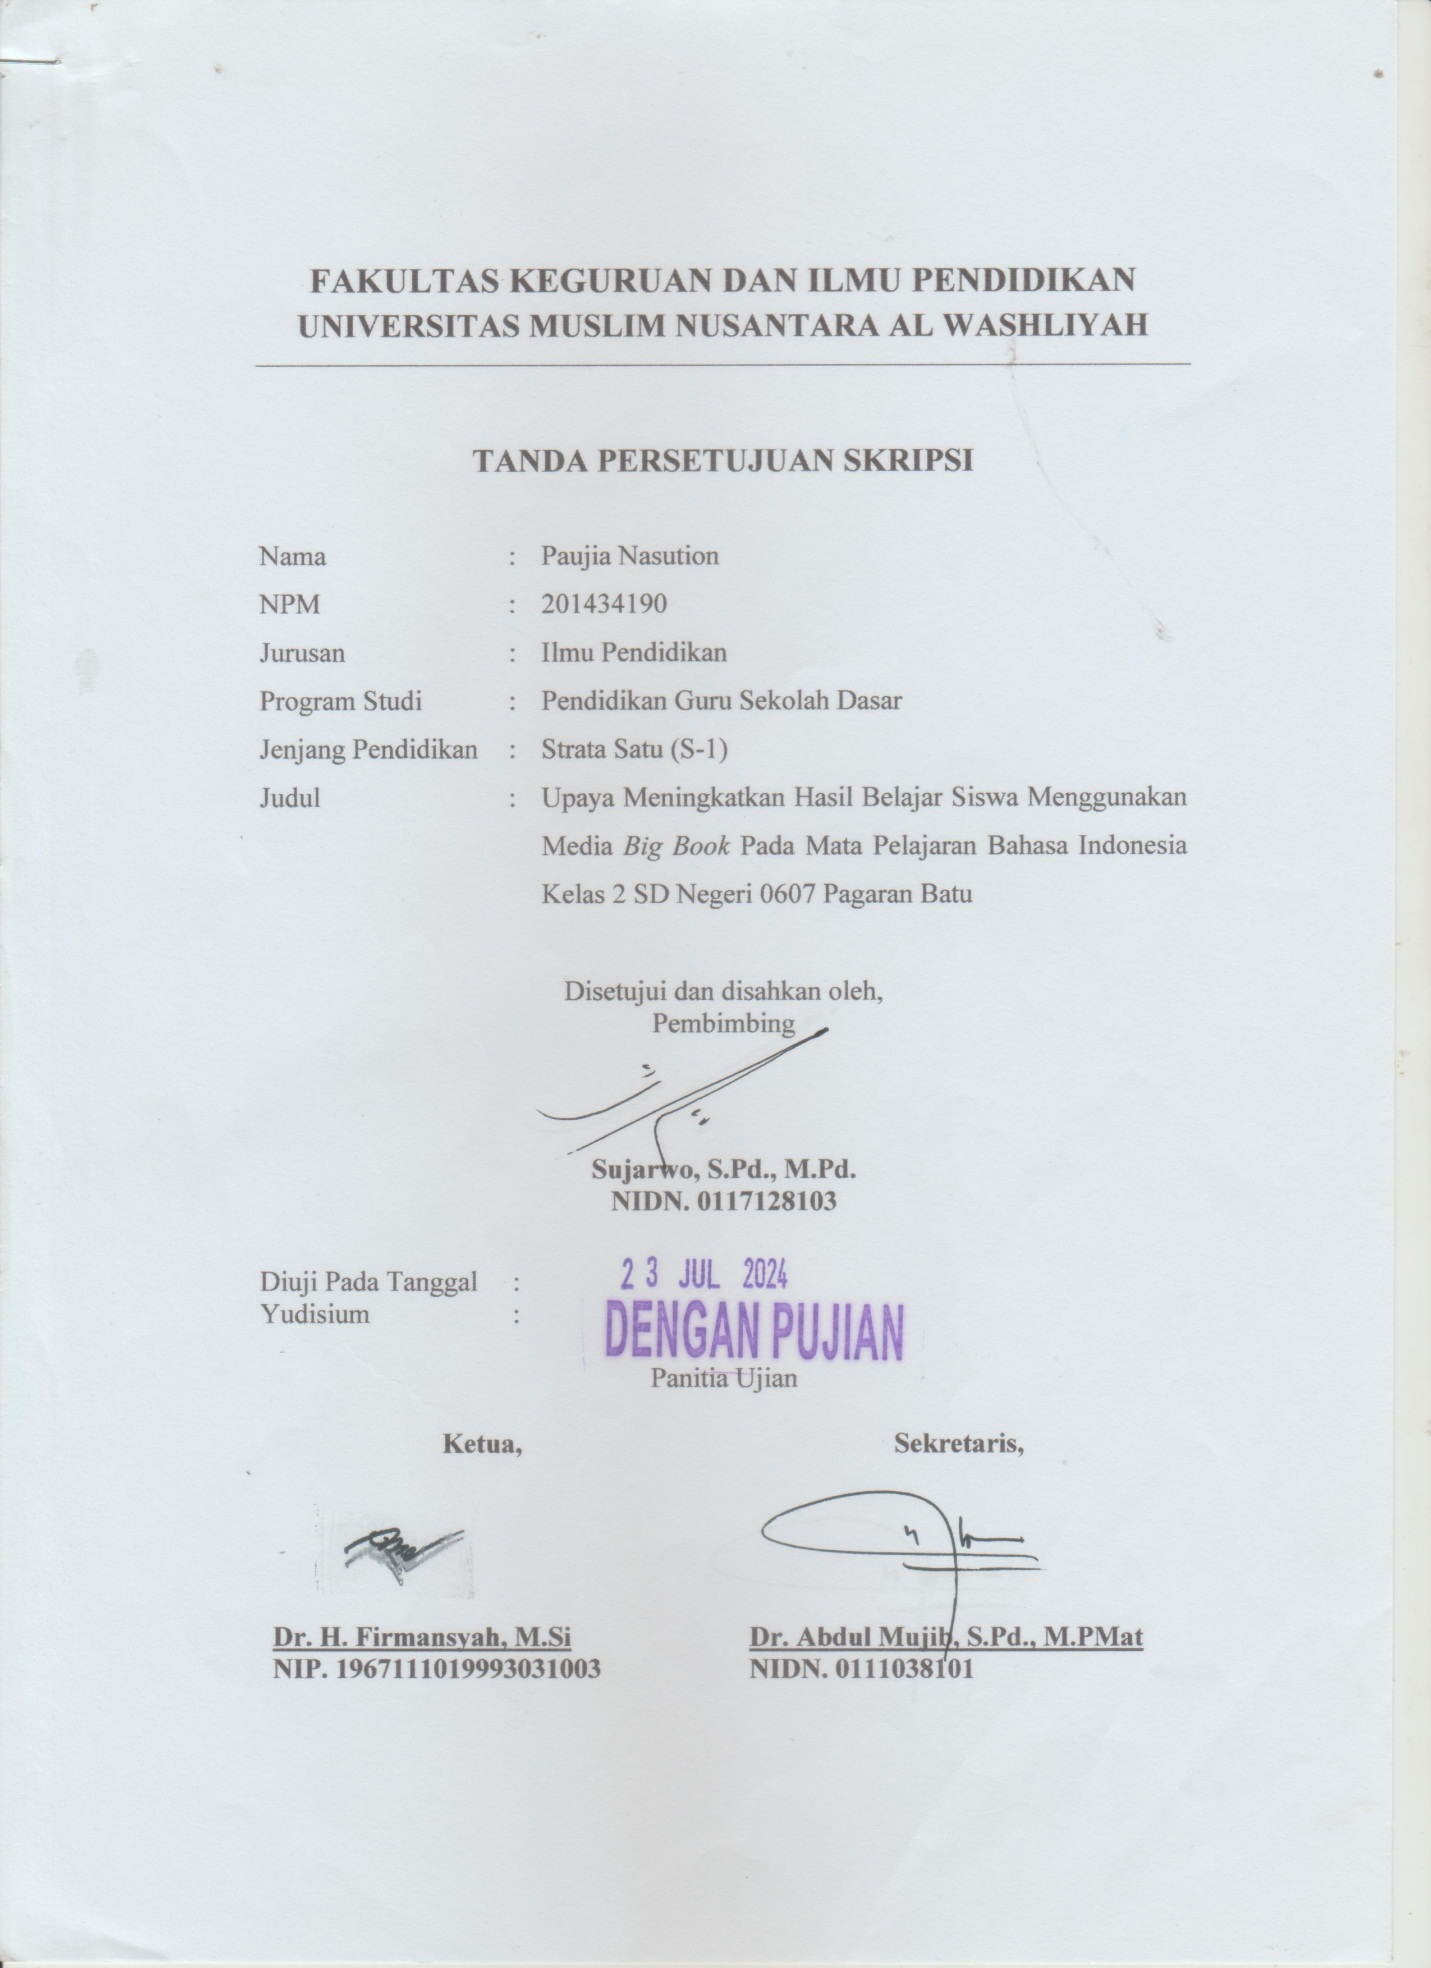 FAKULTAS KEGURUAN DAN ILMU PENDIDIKAN
UNIVERSITAS MUSLIM NUSANTARA AL WASHLIYAH
TANDA PERSETUJUAN SKRIPSI
Nama : Paujia Nasution
NPM : 201434190
Jurusan : Ilmu Pendidikan
Program Studi : Pendidikan Guru Sekolah Dasar
Jenjang Pendidikan : Strata Satu (S-1)
Judul : Upaya Meningkatkan Hasil Belajar Siswa Menggunakan
Media Big Book Pada Mata Pelajaran Bahasa Indonesia
Kelas 2 SD Negeri 0607 Pagaran Batu
Disetujui dan disahkan oleh,
Pembimbing
Sujarwo, S.Pd., M.Pd.
NIDN. 0117128103
Diuji Pada Tanggal : 23 JUL 2024
Yudisium : DENGAN PUJIAN
Panitia Ujian
Ketua, Sekretaris,
Dr. H. Firmansyah, M.Si Dr. Abdul Mujib, S.Pd., M.PMat
NIP. 1967111019993031003 NIDN. 0111038101